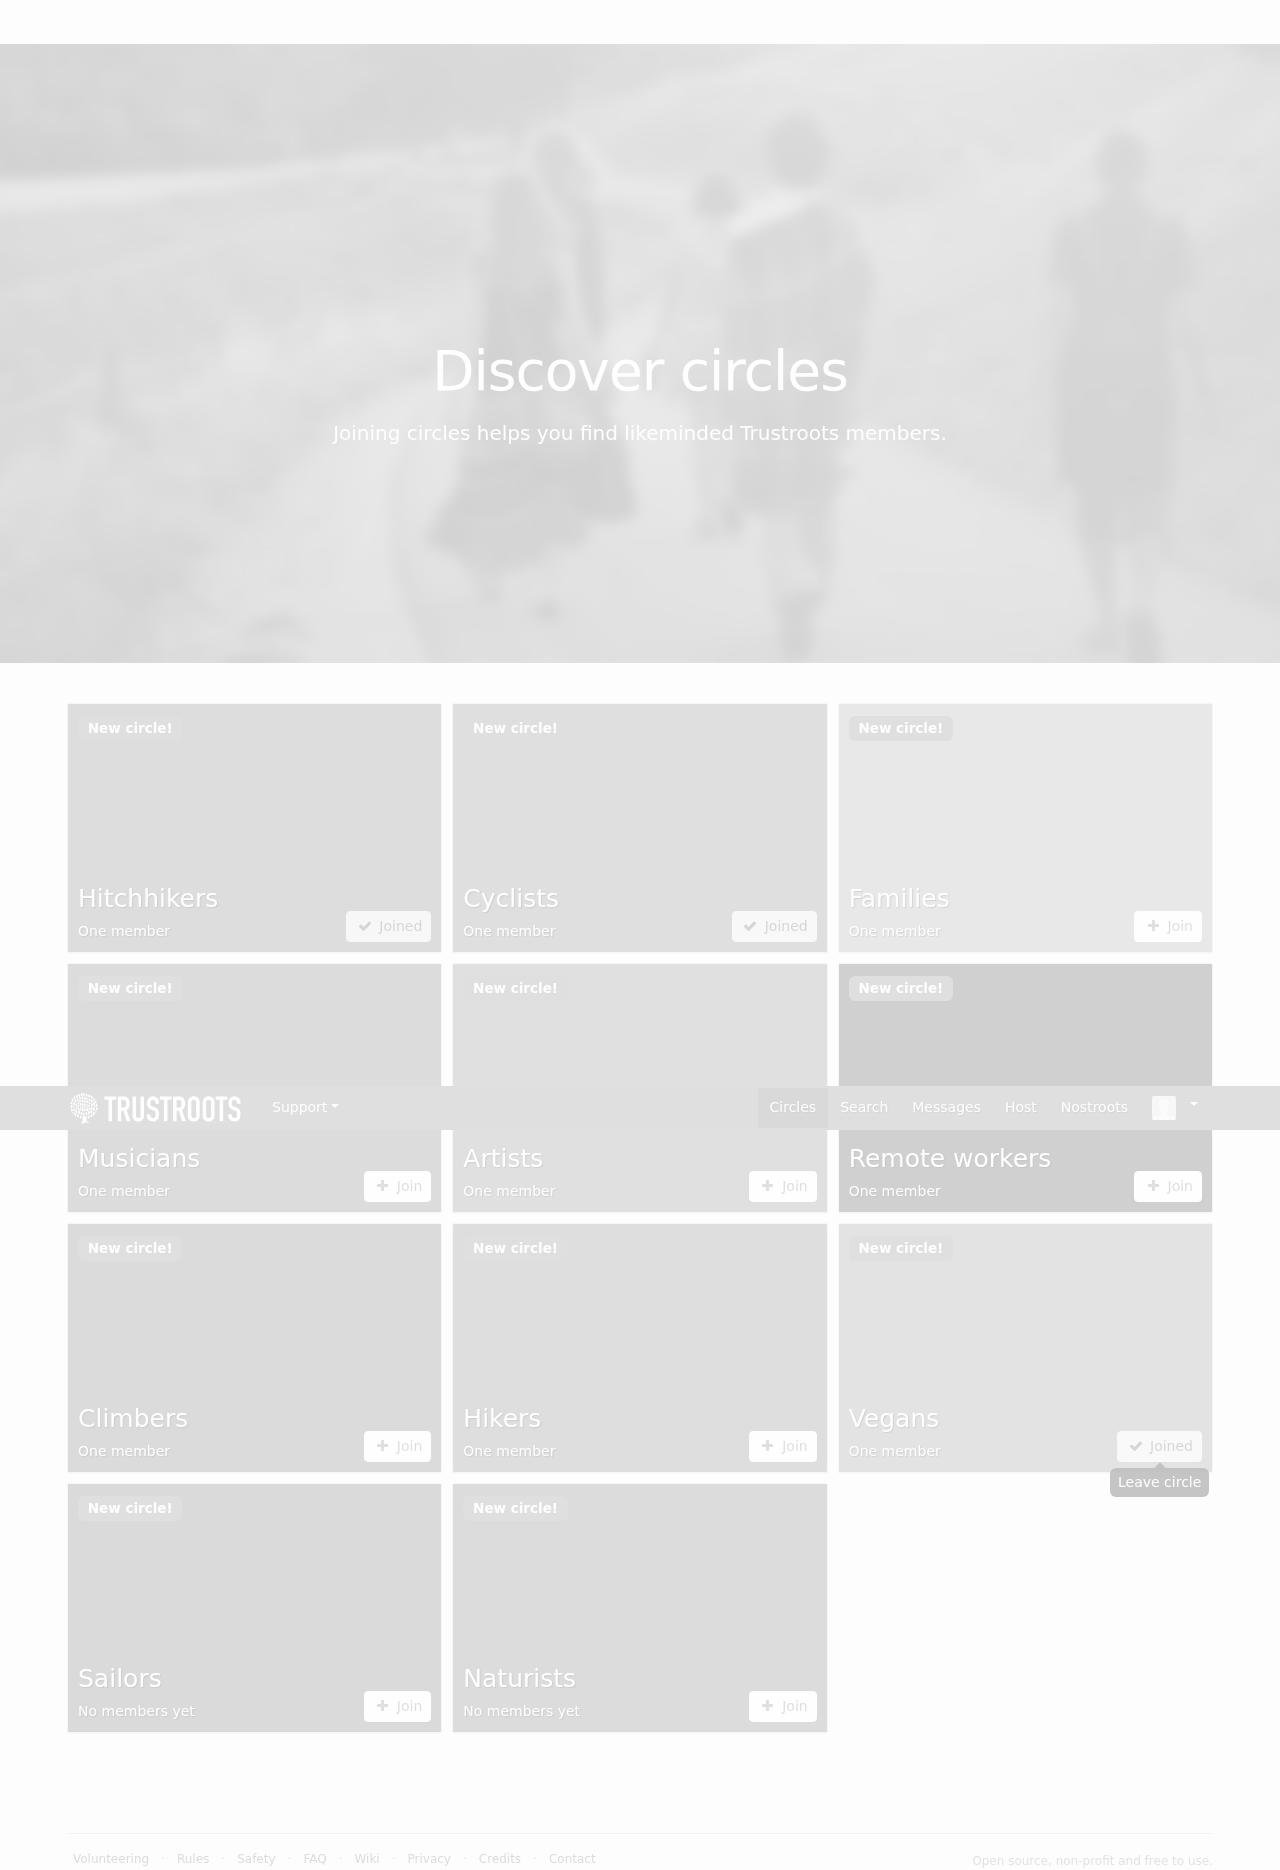 Discover circles
Joining circles helps you find likeminded Trustroots members.
New circle!
Hitchhikers
One member
Joined
New circle!
Cyclists
One member
Joined
New circle!
Families
One member
Join
New circle!
New circle!
New circle!
TRUSTROOTS
Support
Circles
Search
Messages
Host
Nostroots
Musicians
One member
Join
Artists
One member
Join
Remote workers
One member
Join
New circle!
Climbers
One member
Join
New circle!
Hikers
One member
Join
New circle!
Vegans
One member
Joined
Leave circle
New circle!
Sailors
No members yet
Join
New circle!
Naturists
No members yet
Join
Volunteering · Rules · Safety · FAQ · Wiki · Privacy · Credits · Contact
Open source, non-profit and free to use.